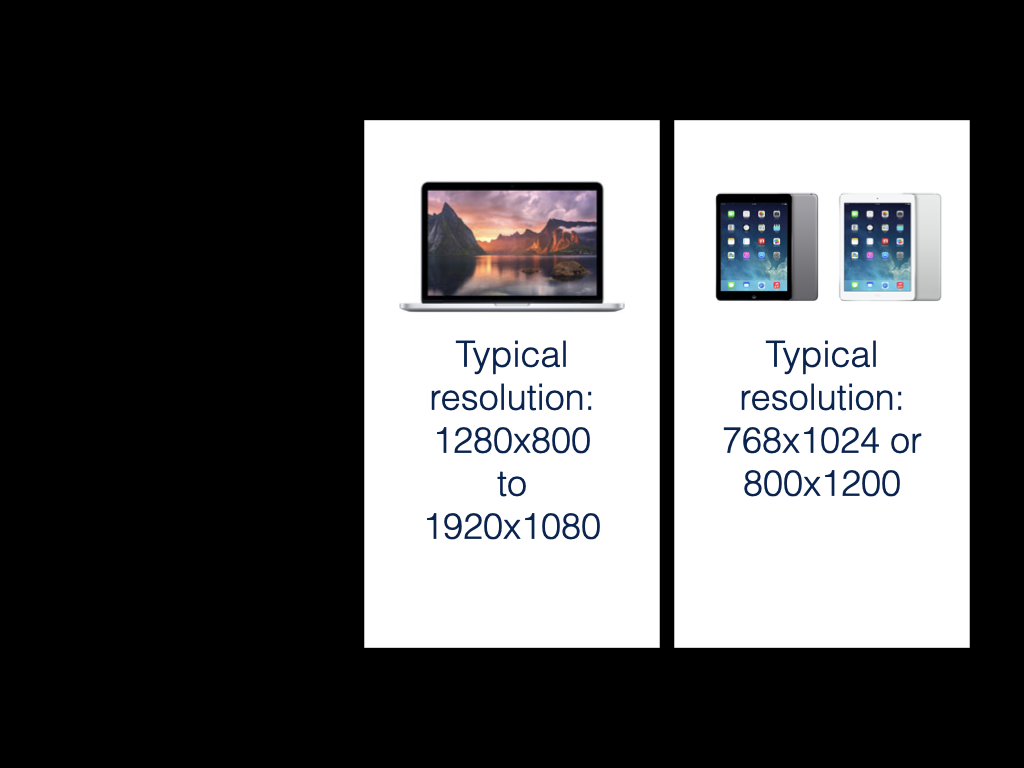 Typical
resolution:
1280x800
to
1920x1080
Typical
resolution:
768x1024 or
800x1200